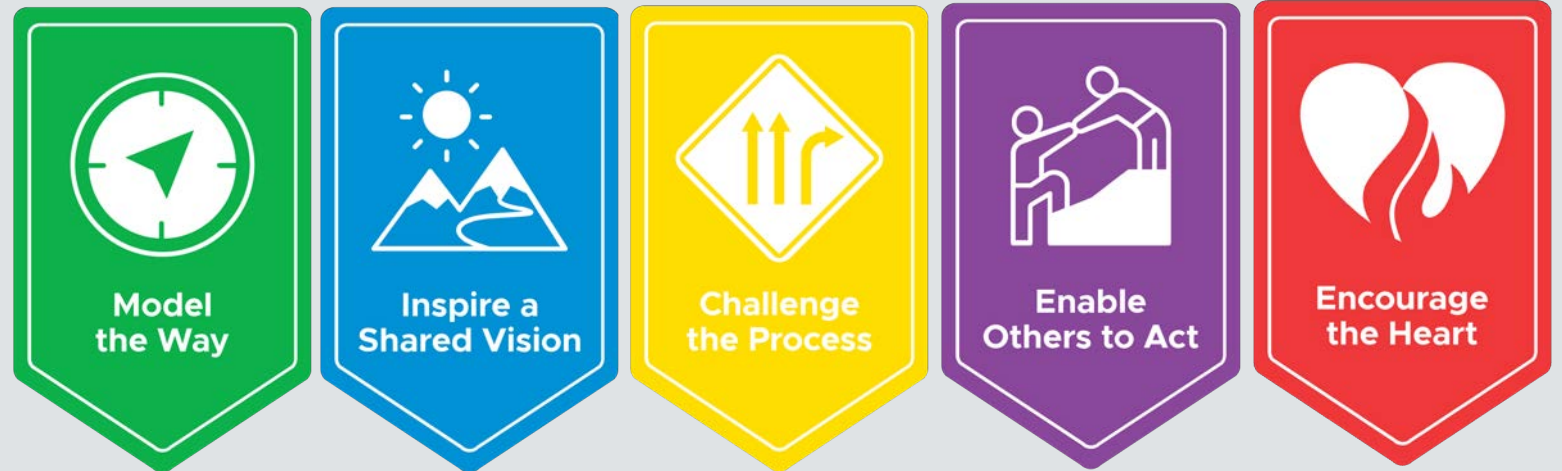 Model
the Way
Inspire a
Shared Vision
Challenge
the Process
Enable
Others to Act
Encourage
the Heart